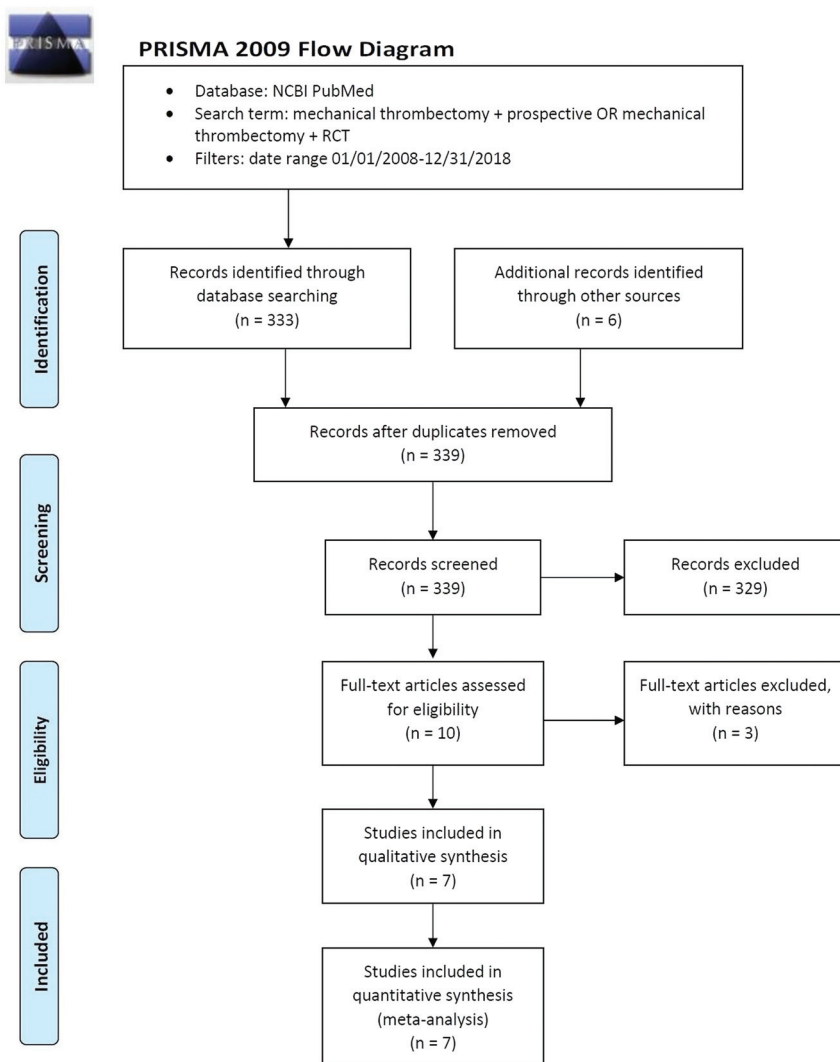 PRISMA
PRISMA 2009 Flow Diagram
• Database: NCBI PubMed
• Search term: mechanical thrombectomy + prospective OR mechanical
thrombectomy + RCT
• Filters: date range 01/01/2008-12/31/2018
Identification
Records identified through
database searching
(n = 333)
Additional records identified
through other sources
(n = 6)
Records after duplicates removed
(n = 339)
Screening
Records screened
(n = 339)
Records excluded
(n = 329)
Eligibility
Full-text articles assessed
for eligibility
(n = 10)
Full-text articles excluded,
with reasons
(n = 3)
Studies included in
qualitative synthesis
(n = 7)
Included
Studies included in
quantitative synthesis
(meta-analysis)
(n = 7)